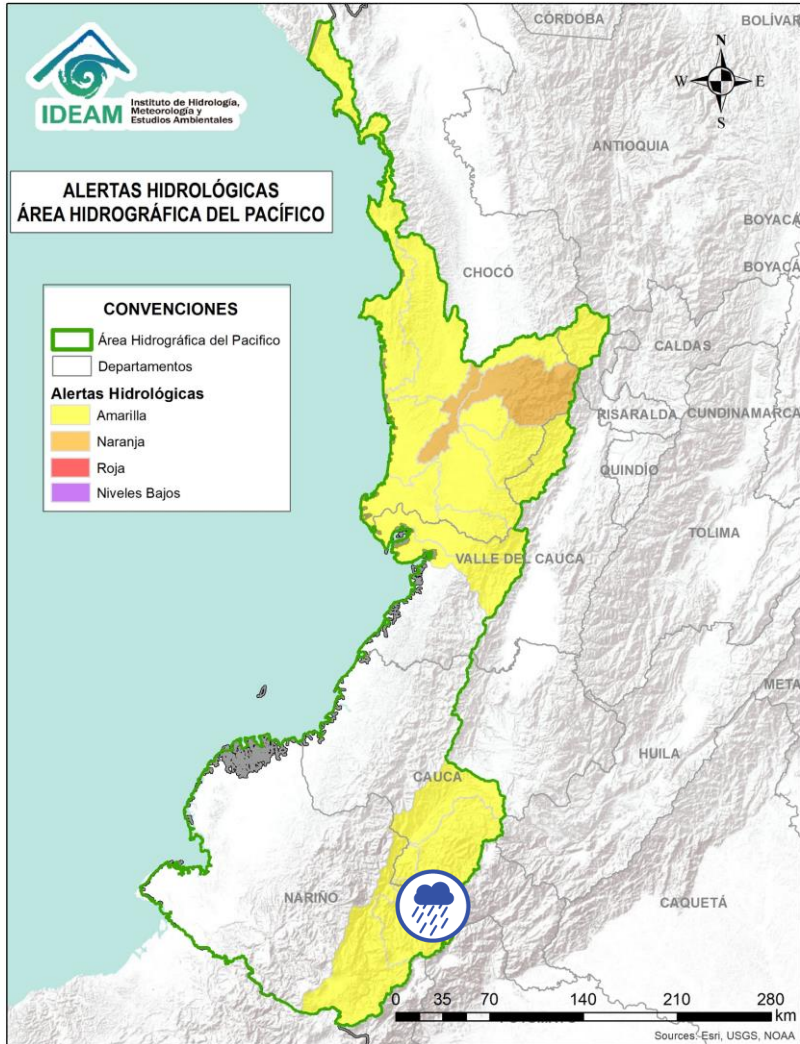 CÓRDOBA
BOLÍVAR
N
W E
S
IDEAM Instituto de Hidrología,
Meteorología y
Estudios Ambientales
ANTIOQUIA
ALERTAS HIDROLÓGICAS
ÁREA HIDROGRÁFICA DEL PACÍFICO
BOYACÁ
BOYACÁ
CHOCÓ
CONVENCIONES
Área Hidrográfica del Pacífico
Departamentos
Alertas Hidrológicas
Amarilla
Naranja
Roja
Niveles Bajos
CALDAS
RISARALDA
CUNDINAMARCA
QUINDÍO
TOLIMA
VALLE DEL CAUCA
META
HUILA
CAUCA
NARIÑO
CAQUETÁ
0 35 70 140 210 280
km
Sources: Esri, USGS, NOAA